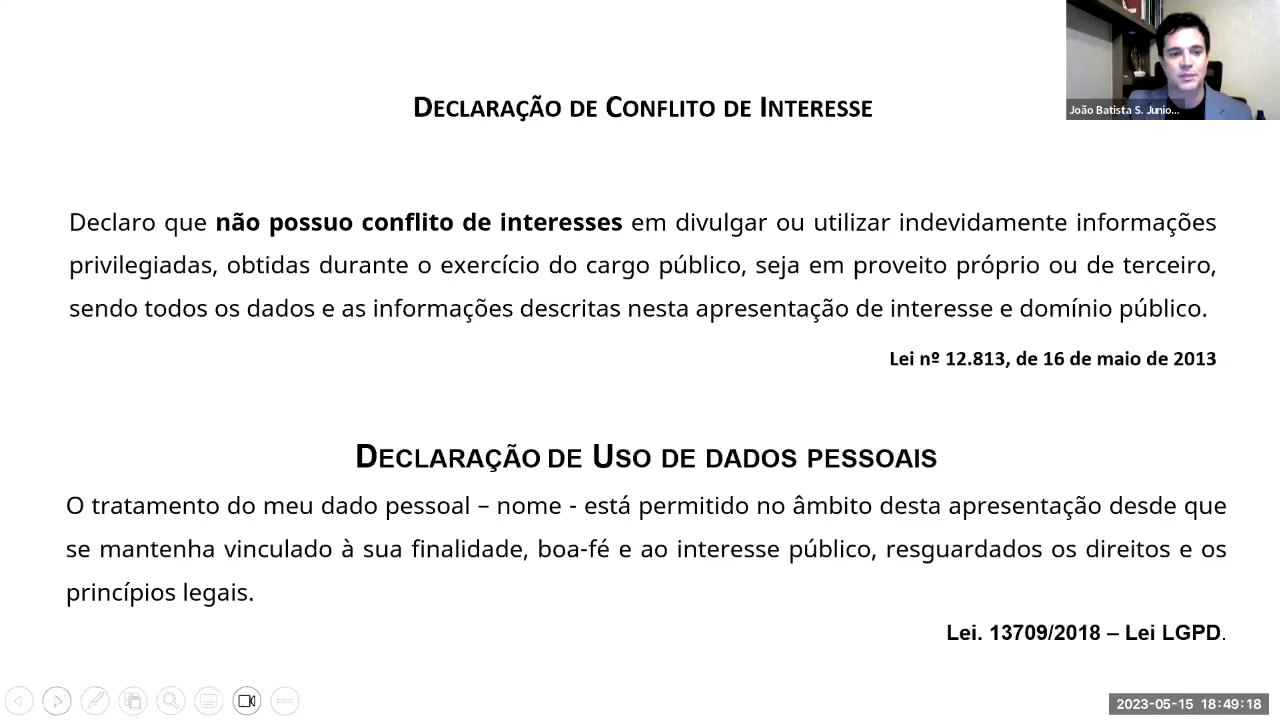 João Batista S. Junio...
DECLARAÇÃO DE CONFLITO DE INTERESSE
Declaro que não possuo conflito de interesses em divulgar ou utilizar indevidamente informações
privilegiadas, obtidas durante o exercício do cargo público, seja em proveito próprio ou de terceiro,
sendo todos os dados e as informações descritas nesta apresentação de interesse e domínio público.
Lei nº 12.813, de 16 de maio de 2013
DECLARAÇÃO DE USO DE DADOS PESSOAIS
O tratamento do meu dado pessoal – nome - está permitido no âmbito desta apresentação desde que
se mantenha vinculado à sua finalidade, boa-fé e ao interesse público, resguardados os direitos e os
princípios legais.
Lei. 13709/2018 – Lei LGPD.
2023-05-15 18:49:18